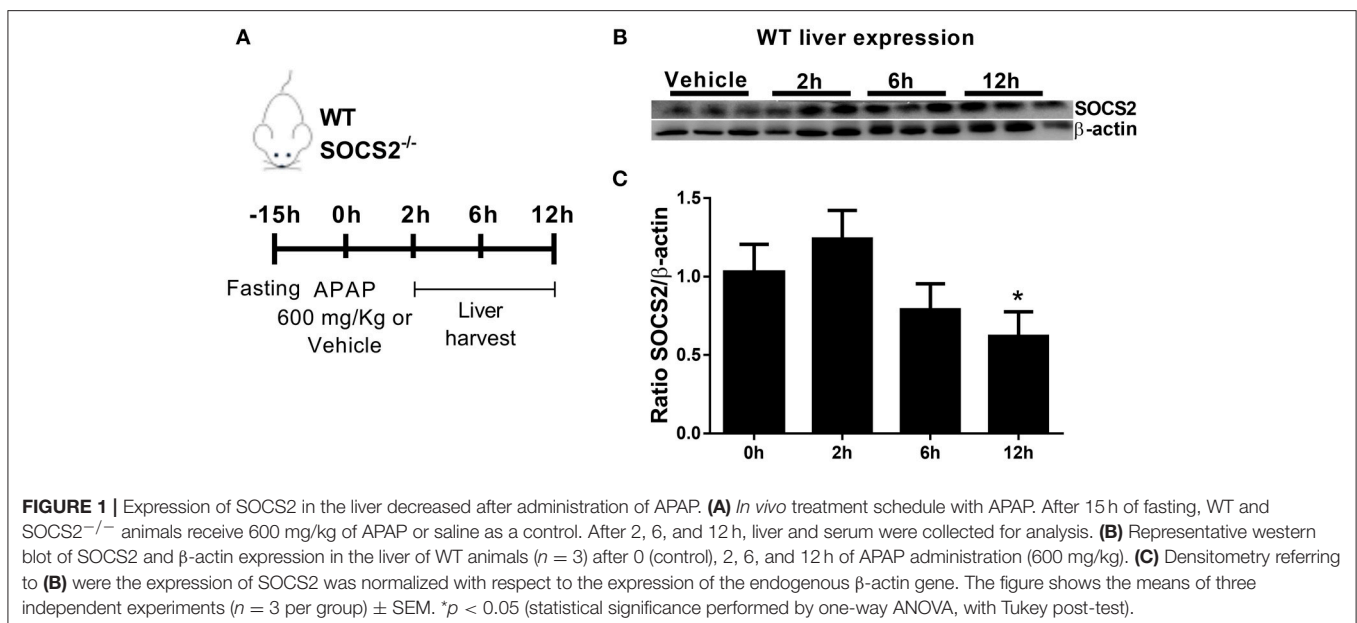 A
WT
SOCS2-/-
-15h 0h 2h 6h 12h
Fasting APAP
600 mg/Kg or
Vehicle
Liver
harvest
B
WT liver expression
Vehicle 2h 6h 12h
SOCS2
β-actin
C
Ratio SOCS2/β-actin
1.5
1.0
0.5
0.0
*
0h 2h 6h 12h
FIGURE 1 | Expression of SOCS2 in the liver decreased after administration of APAP. (A) In vivo treatment schedule with APAP. After 15 h of fasting, WT and
SOCS2−/− animals receive 600 mg/kg of APAP or saline as a control. After 2, 6, and 12 h, liver and serum were collected for analysis. (B) Representative western
blot of SOCS2 and β-actin expression in the liver of WT animals (n = 3) after 0 (control), 2, 6, and 12 h of APAP administration (600 mg/kg). (C) Densitometry referring
to (B) were the expression of SOCS2 was normalized with respect to the expression of the endogenous β-actin gene. The figure shows the means of three
independent experiments (n = 3 per group) ± SEM. *p < 0.05 (statistical significance performed by one-way ANOVA, with Tukey post-test).